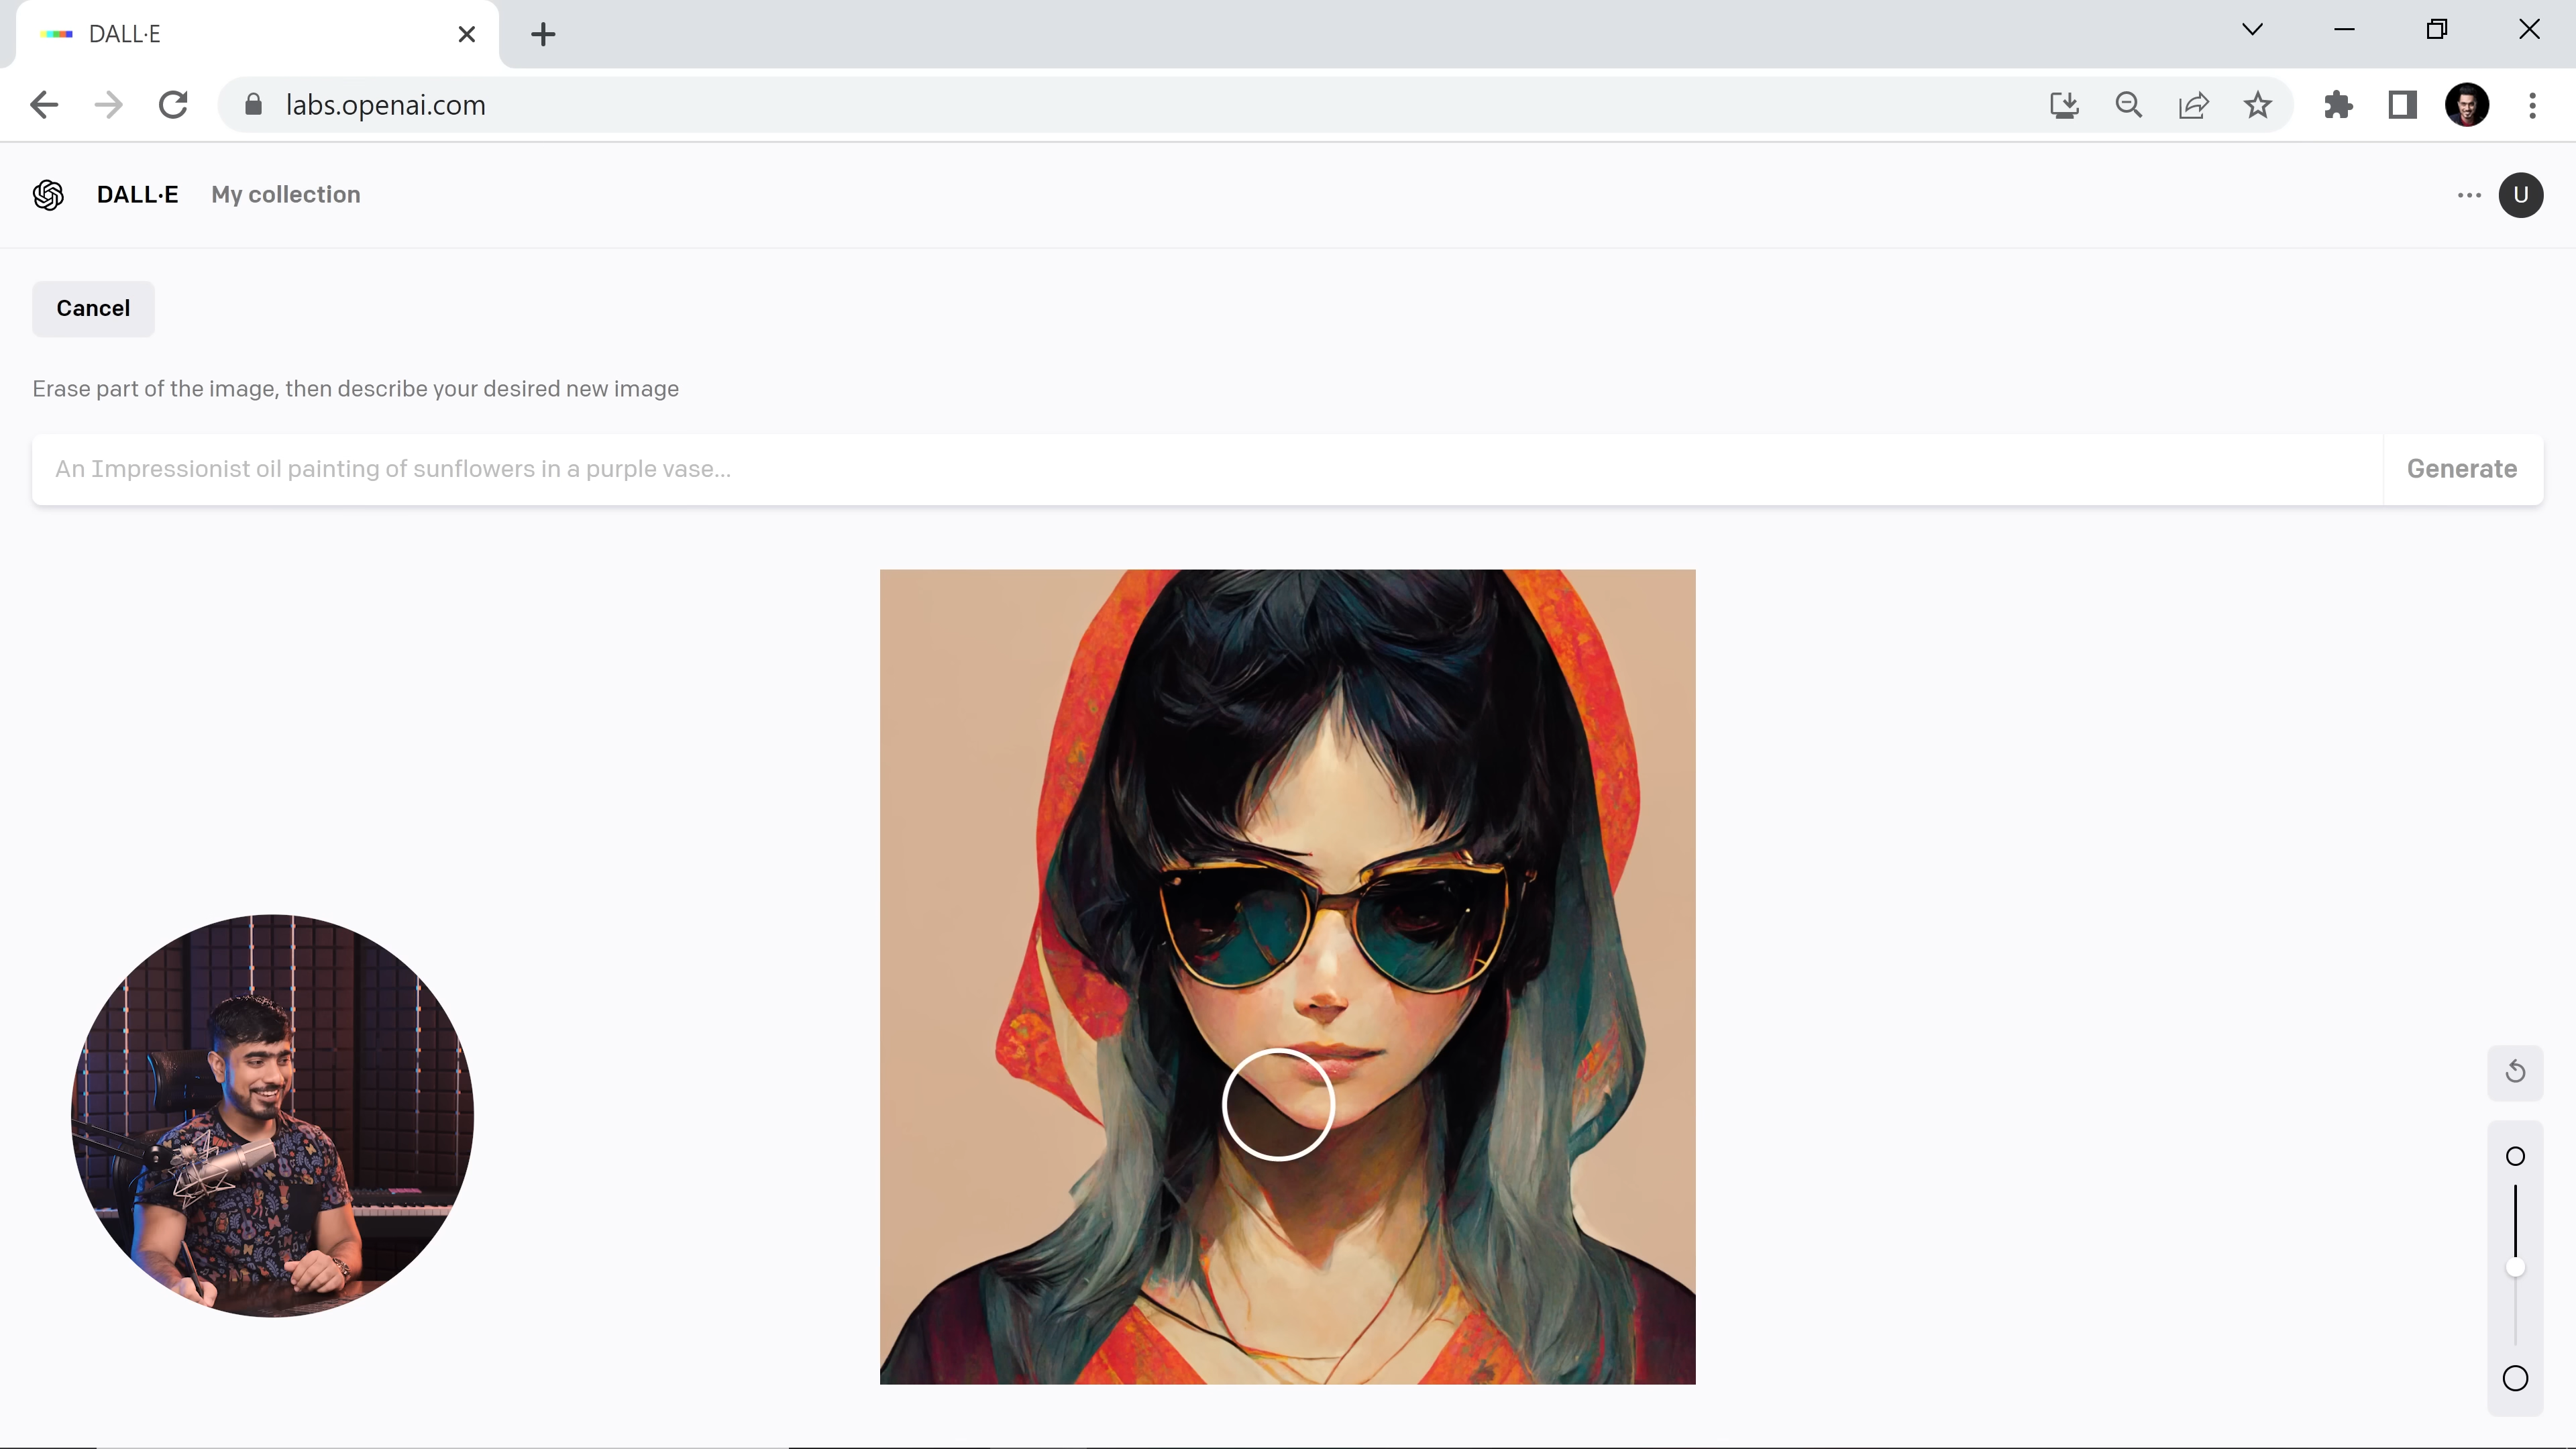 DALL·E
labs.openai.com
DALL·E My collection
U
Cancel
Erase part of the image, then describe your desired new image
An Impressionist oil painting of sunflowers in a purple vase...
Generate